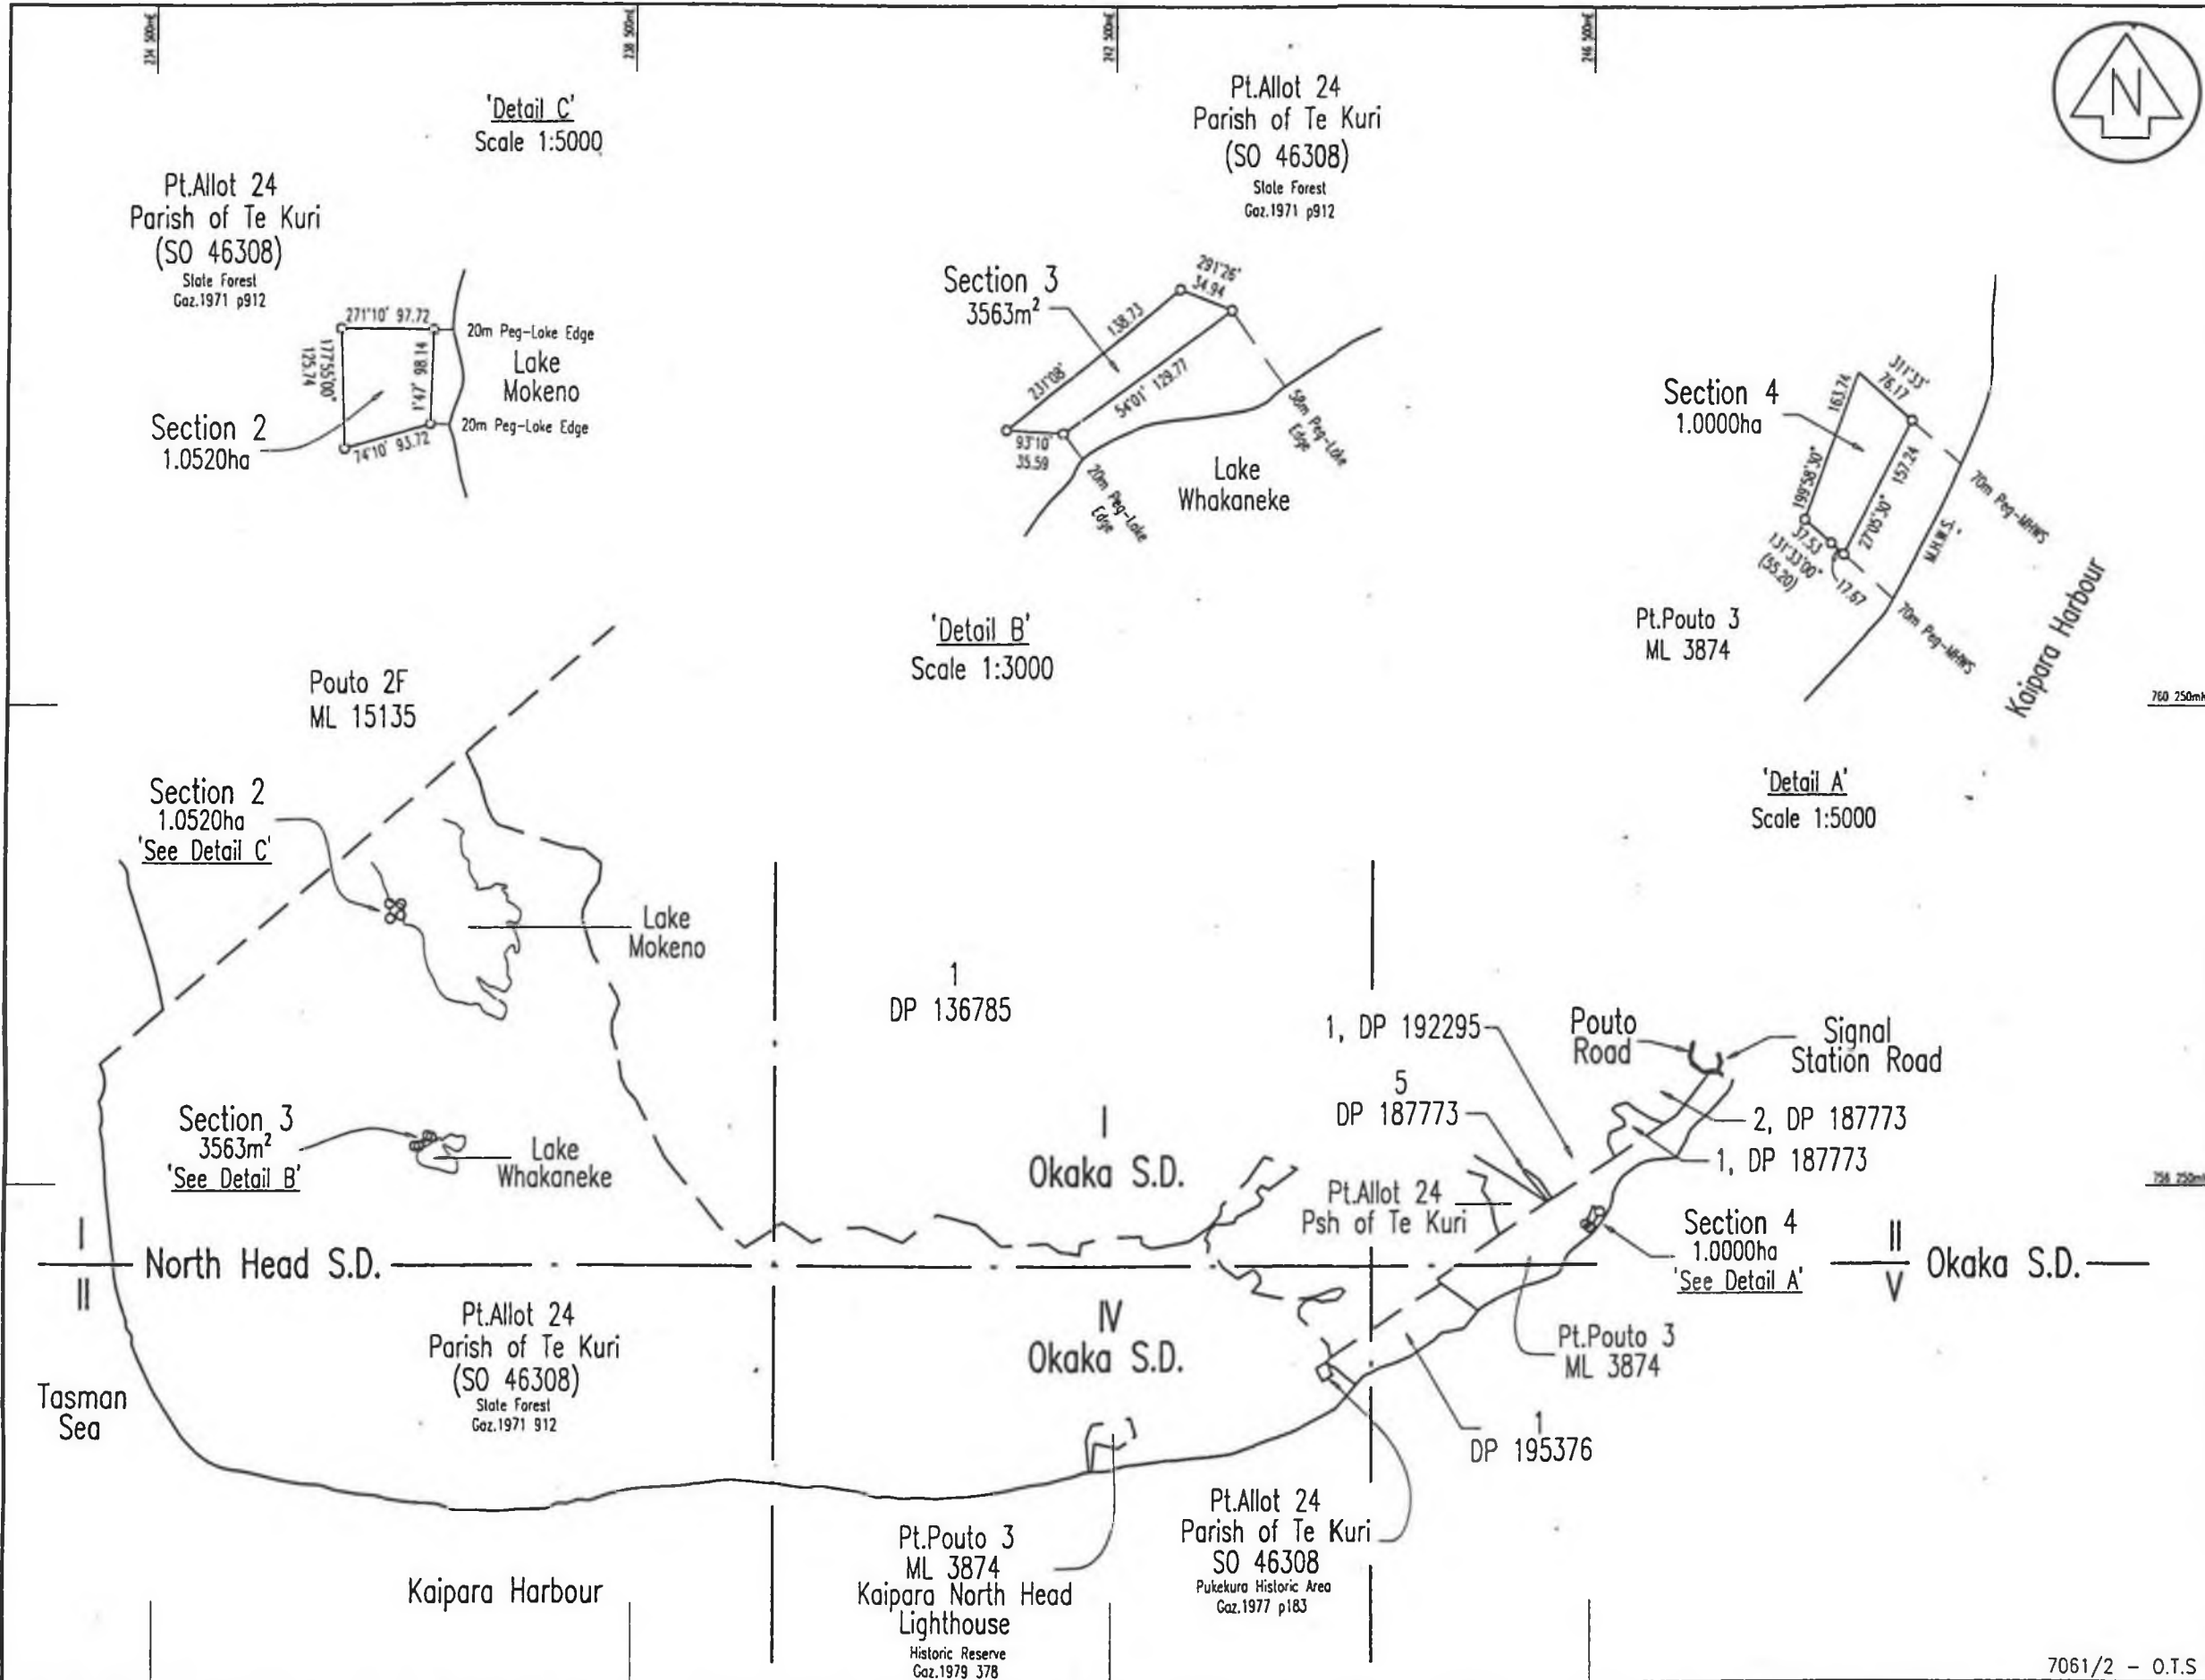 234 500mE
238 500mE
242 500mE
246 500mE
N
'Detail C'
Scale 1:5000
Pt.Allot 24
Parish of Te Kuri
(SO 46308)
State Forest
Gaz.1971 p912
271°10' 97.72
177°55'00"
125.74
1°47' 98.14
74°10' 93.72
20m Peg-Lake Edge
Lake
Mokeno
20m Peg-Lake Edge
Section 2
1.0520ha
Pt.Allot 24
Parish of Te Kuri
(SO 46308)
State Forest
Gaz.1971 p912
Section 3
3563m²
291°26'
34.94
138.73
231°08'
54°01' 129.77
93°10'
35.59
58m Peg-Lake
Edge
20m Peg-Lake
Edge
Lake
Whakaneke
'Detail B'
Scale 1:3000
Section 4
1.0000ha
311°33'
76.17
163.74
199°58'30"
157.24
27°05'30"
37.53
131°33'00"
(55.20)
17.67
70m Peg-MHWS
M.H.W.S.
70m Peg-MHWS
Kaipara Harbour
Pt.Pouto 3
ML 3874
'Detail A'
Scale 1:5000
760 250mN
Pouto 2F
ML 15135
Section 2
1.0520ha
'See Detail C'
Lake
Mokeno
1
DP 136785
1, DP 192295
5
DP 187773
Pouto
Road
Signal
Station Road
2, DP 187773
1, DP 187773
Section 3
3563m²
'See Detail B'
Lake
Whakaneke
I
Okaka S.D.
Pt.Allot 24
Psh of Te Kuri
756 250mN
Section 4
1.0000ha
'See Detail A'
I
North Head S.D.
II
II
Okaka S.D.
V
Pt.Allot 24
Parish of Te Kuri
(SO 46308)
State Forest
Gaz.1971 912
IV
Okaka S.D.
Pt.Pouto 3
ML 3874
Tasman
Sea
1
DP 195376
Kaipara Harbour
Pt.Pouto 3
ML 3874
Kaipara North Head
Lighthouse
Historic Reserve
Gaz.1979 378
Pt.Allot 24
Parish of Te Kuri
SO 46308
Pukekura Historic Area
Gaz.1977 p183
7061/2 - O.T.S